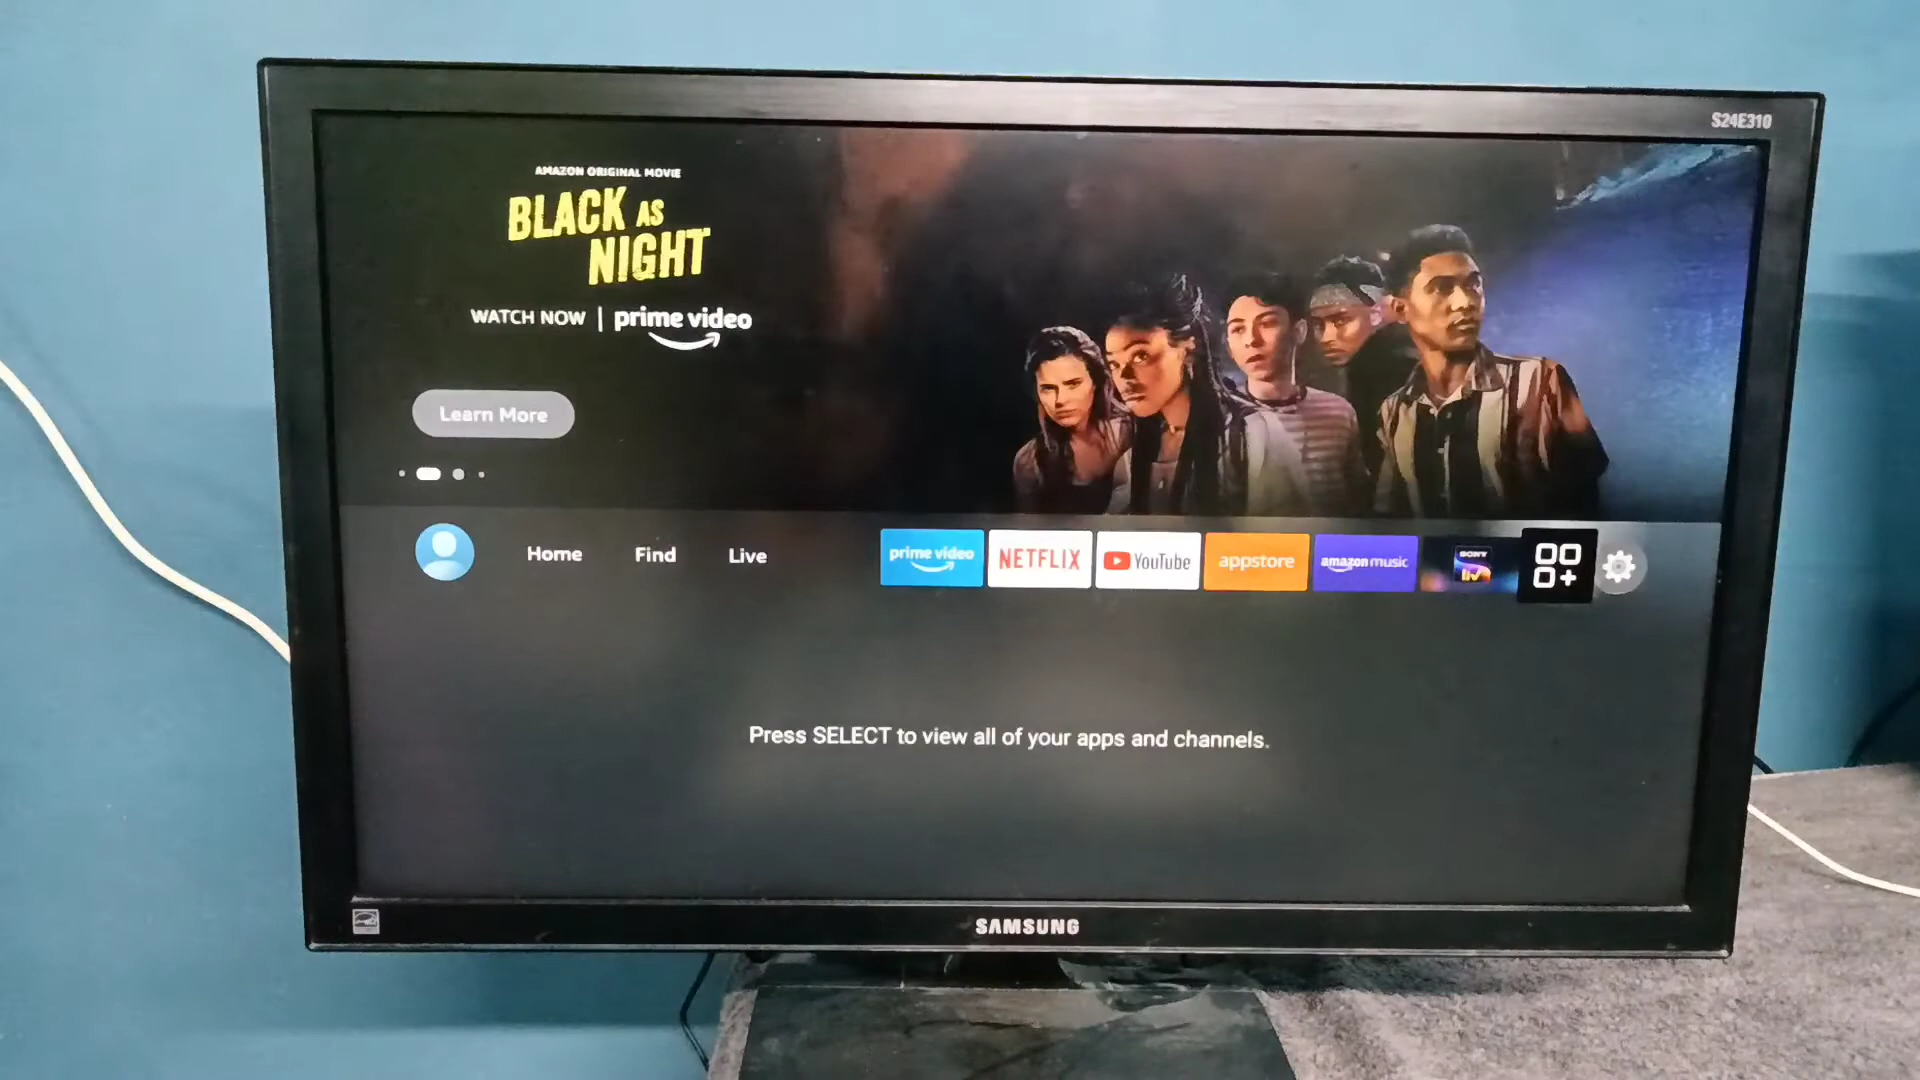 S24E310
AMAZON ORIGINAL MOVIE
BLACK AS
NIGHT
WATCH NOW | prime video
Learn More
Home Find Live
prime video NETFLIX YouTube appstore amazon music SONY liv
Press SELECT to view all of your apps and channels.
SAMSUNG